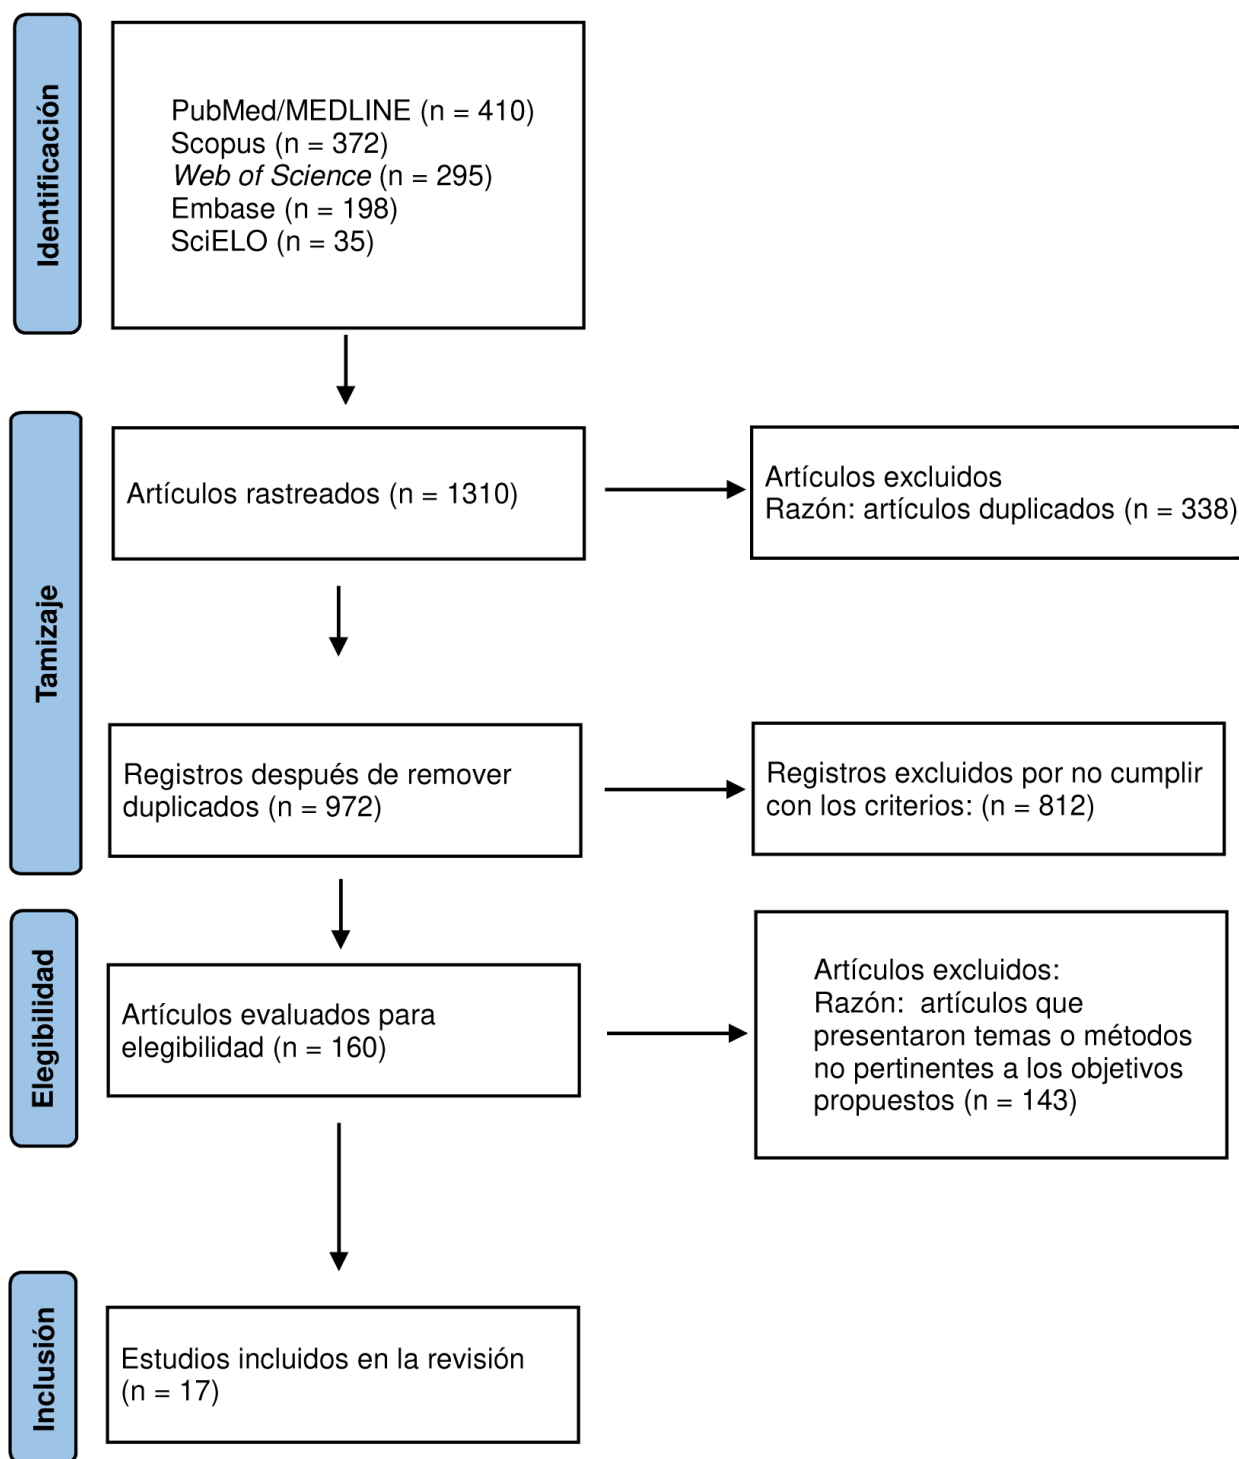 Identificación
PubMed/MEDLINE (n = 410)
Scopus (n = 372)
Web of Science (n = 295)
Embase (n = 198)
SciELO (n = 35)
Tamizaje
Artículos rastreados (n = 1310)
Artículos excluidos
Razón: artículos duplicados (n = 338)
Registros después de remover
duplicados (n = 972)
Registros excluidos por no cumplir
con los criterios: (n = 812)
Elegibilidad
Artículos evaluados para
elegibilidad (n = 160)
Artículos excluidos:
Razón:  artículos que
presentaron temas o métodos
no pertinentes a los objetivos
propuestos (n = 143)
Inclusión
Estudios incluidos en la revisión
(n = 17)